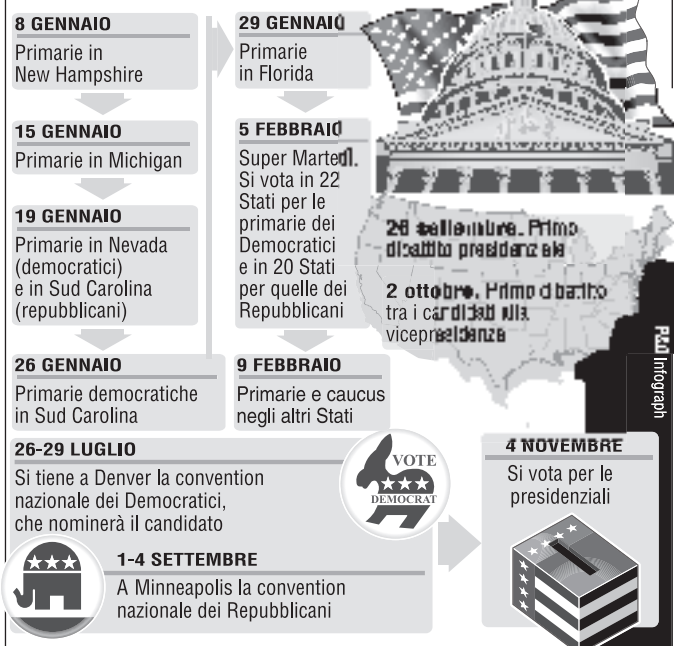 8 GENNAIO
Primarie in
New Hampshire
15 GENNAIO
Primarie in Michigan
19 GENNAIO
Primarie in Nevada
(democratici)
e in Sud Carolina
(repubblicani)
26 GENNAIO
Primarie democratiche
in Sud Carolina
29 GENNAIO
Primarie
in Florida
5 FEBBRAIO
Super Martedì.
Si vota in 22
Stati per le
primarie dei
Democratici
e in 20 Stati
per quelle dei
Repubblicani
9 FEBBRAIO
Primarie e caucus
negli altri Stati
26 settembre. Primo
dibattito presidenziale
2 ottobre. Primo dibattito
tra i candidati alla
vicepresidenza
P&G Infograph
26-29 LUGLIO
Si tiene a Denver la convention
nazionale dei Democratici,
che nominerà il candidato
VOTE
DEMOCRAT
1-4 SETTEMBRE
A Minneapolis la convention
nazionale dei Repubblicani
4 NOVEMBRE
Si vota per le
presidenziali